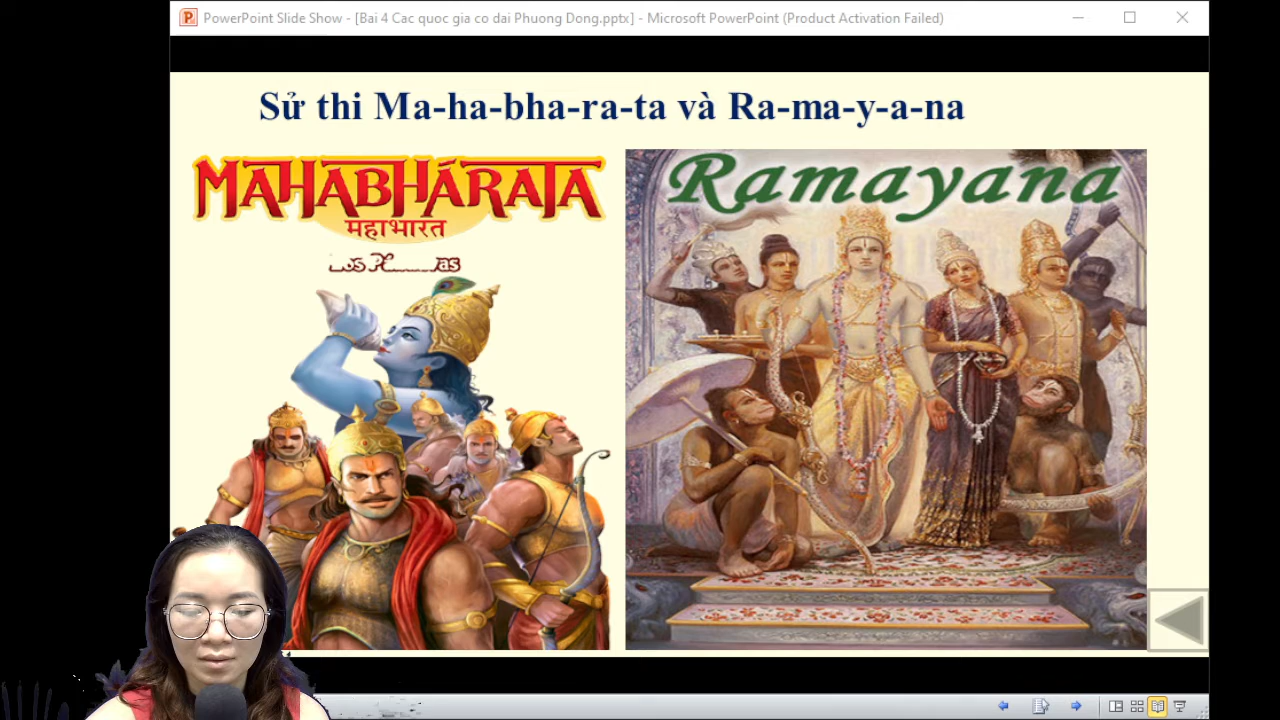 PowerPoint Slide Show - [Bai 4 Cac quoc gia co dai Phuong Dong.pptx] - Microsoft PowerPoint (Product Activation Failed)
Sử thi Ma-ha-bha-ra-ta và Ra-ma-y-a-na
MAHABHÁRATA
महाभारत
Ramayana